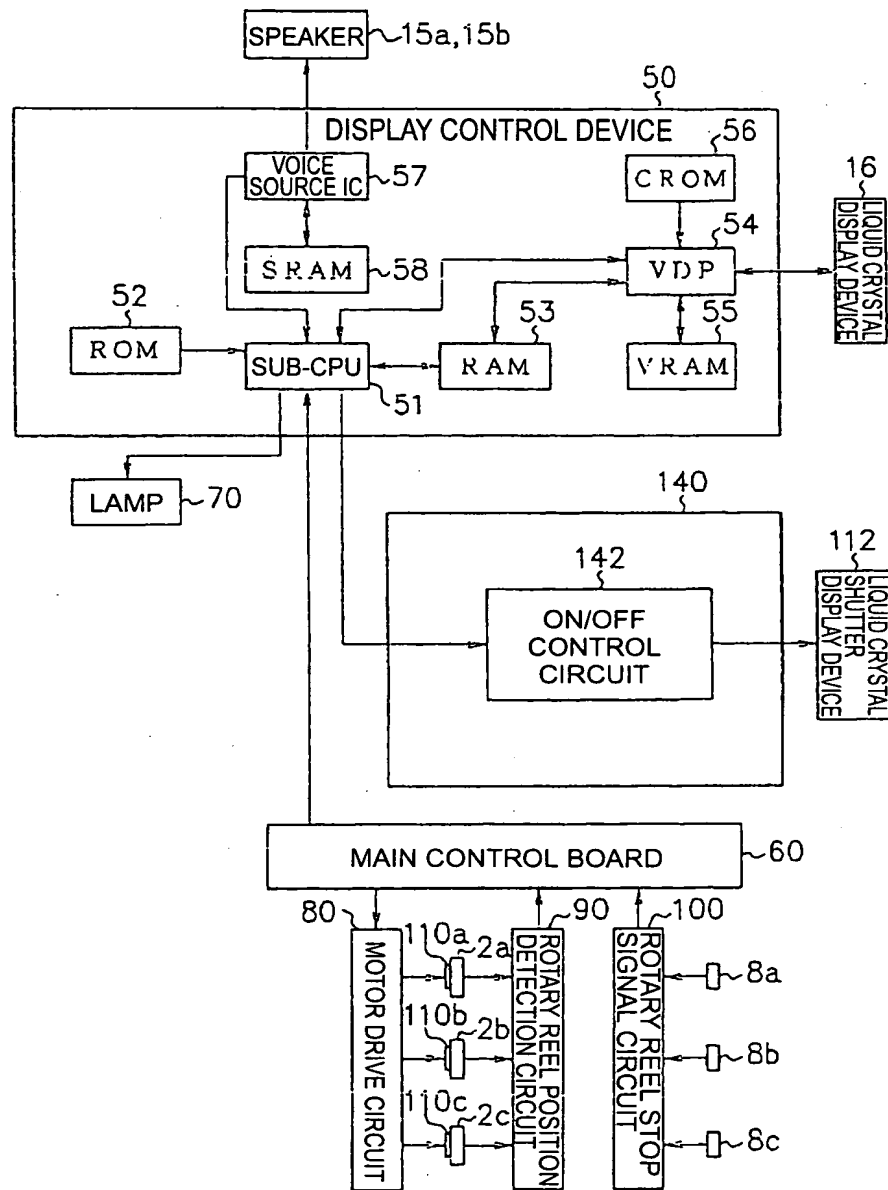 SPEAKER 15a, 15b
50
DISPLAY CONTROL DEVICE
VOICE
SOURCE IC
57
56
CROM
16
LIQUID CRYSTAL
DISPLAY DEVICE
54
VDP
SRAM
58
52
ROM
53
55
SUB-CPU
RAM
VRAM
51
LAMP
70
140
142
ON/OFF
CONTROL
CIRCUIT
112
LIQUID CRYSTAL
SHUTTER
DISPLAY DEVICE
MAIN CONTROL BOARD
60
80
110a
2a
90
100
MOTOR DRIVE CIRCUIT
ROTARY REEL POSITION
DETECTION CIRCUIT
ROTARY REEL STOP
SIGNAL CIRCUIT
8a
110b
2b
8b
110c
2c
8c